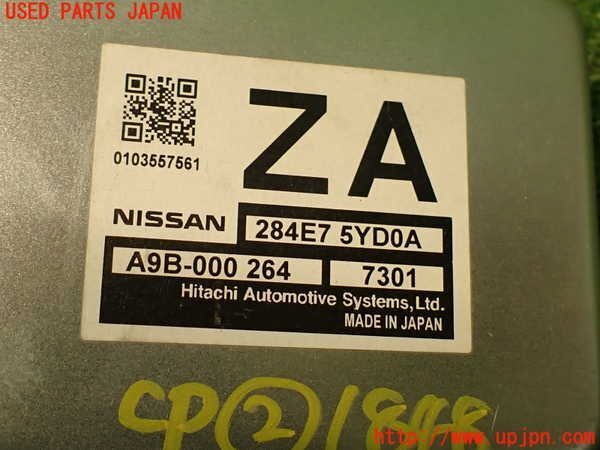 USED PARTS JAPAN
ZA
0103557561
NISSAN 284E7 5YD0A
A9B-000 264 7301
Hitachi Automotive Systems,Ltd.
MADE IN JAPAN
CP②1848
http://www.upjpn.com